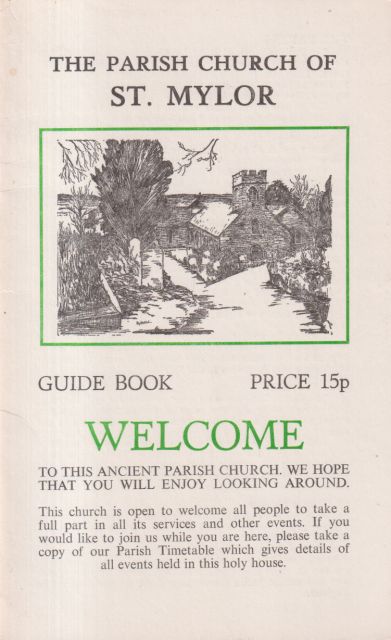 THE PARISH CHURCH OF
ST. MYLOR
GUIDE BOOK PRICE 15p
WELCOME
TO THIS ANCIENT PARISH CHURCH. WE HOPE
THAT YOU WILL ENJOY LOOKING AROUND.
This church is open to welcome all people to take a
full part in all its services and other events. If you
would like to join us while you are here, please take a
copy of our Parish Timetable which gives details of
all events held in this holy house.